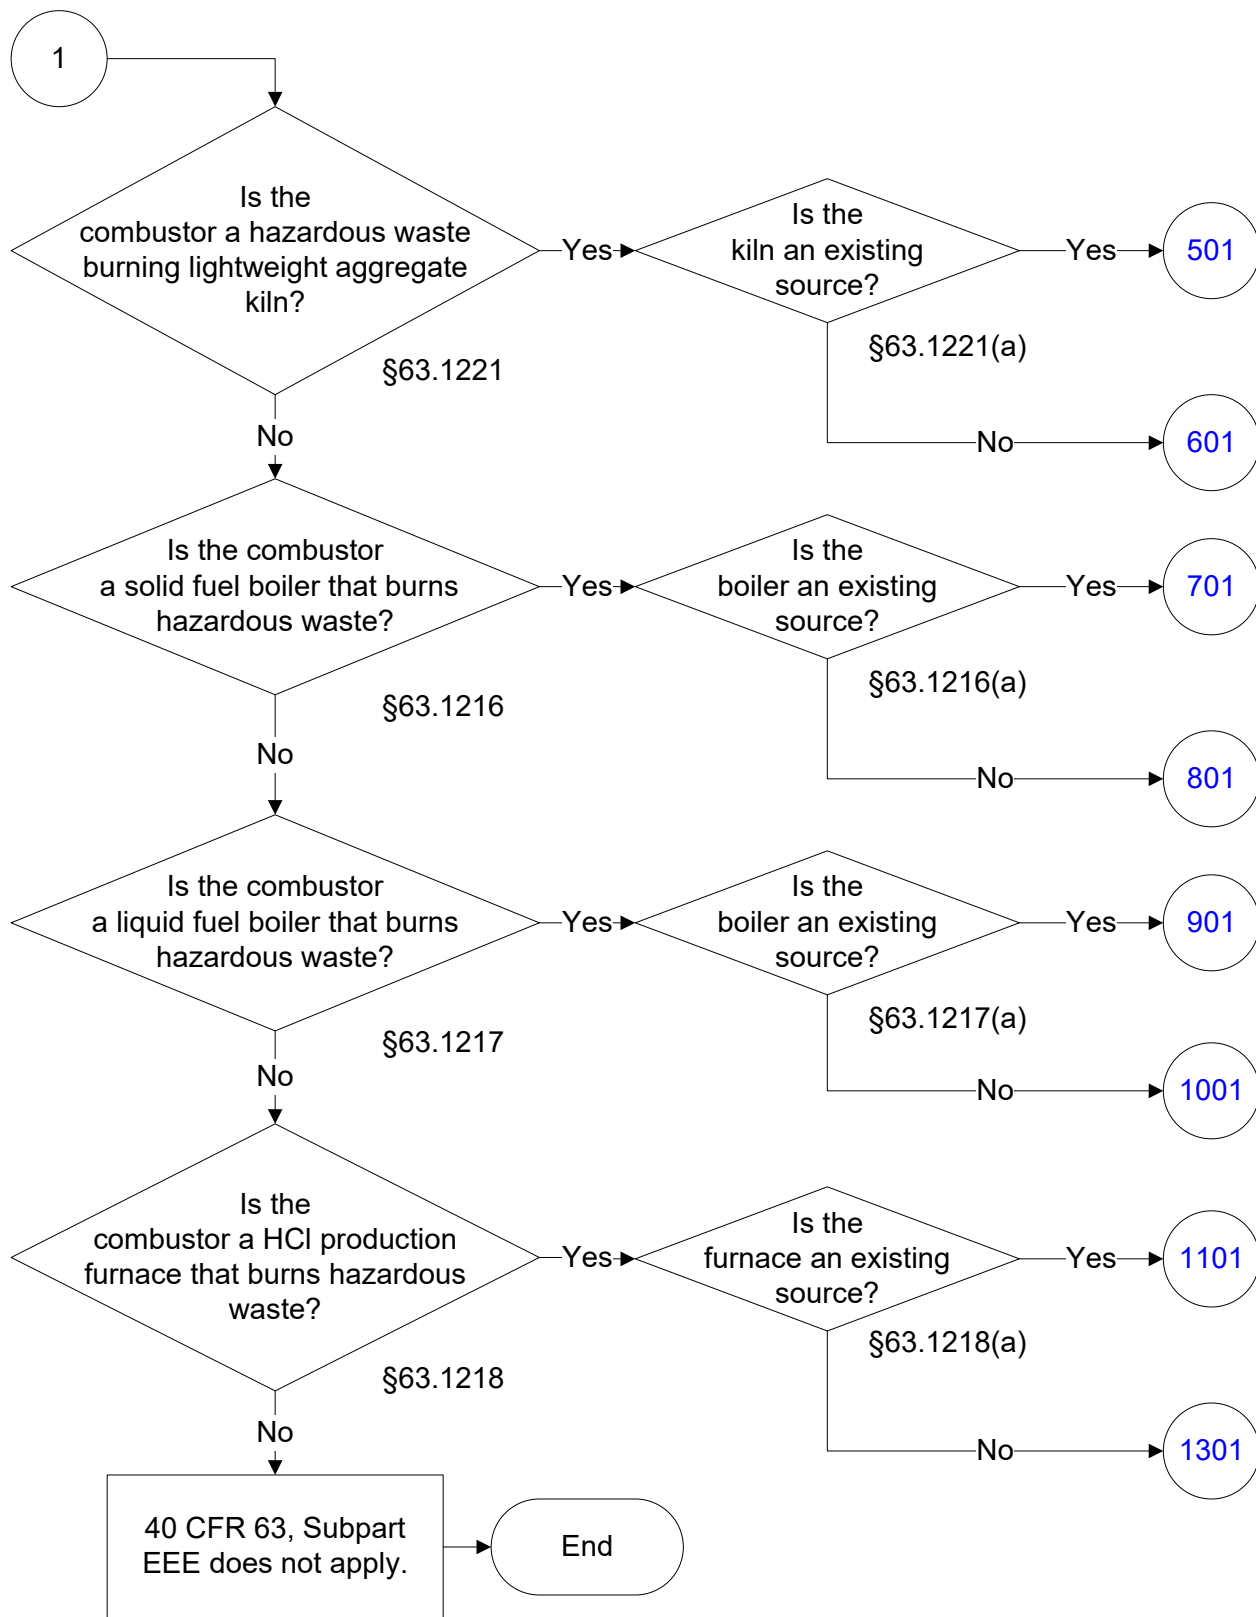 1
Is the
combustor a hazardous waste
burning lightweight aggregate
kiln?
Yes
Is the
kiln an existing
source?
Yes
501
§63.1221
§63.1221(a)
No
601
No
Is the combustor
a solid fuel boiler that burns
hazardous waste?
Yes
Is the
boiler an existing
source?
Yes
701
§63.1216
§63.1216(a)
No
801
No
Is the combustor
a liquid fuel boiler that burns
hazardous waste?
Yes
Is the
boiler an existing
source?
Yes
901
§63.1217
§63.1217(a)
No
1001
No
Is the
combustor a HCl production
furnace that burns hazardous
waste?
Yes
Is the
furnace an existing
source?
Yes
1101
§63.1218
§63.1218(a)
No
1301
No
40 CFR 63, Subpart
EEE does not apply.
End